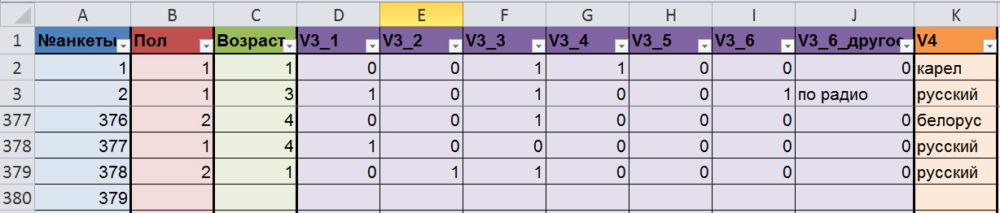 A B C D E F G H I J K
1 №анкеты Пол Возраст V3_1 V3_2 V3_3 V3_4 V3_5 V3_6 V3_6_другое V4
2 1 1 1 0 0 1 1 0 0 0 карел
3 2 1 3 1 0 1 0 0 1 по радио русский
377 376 2 4 0 0 1 0 0 0 0 белорус
378 377 1 4 1 0 0 0 0 0 0 русский
379 378 2 1 0 1 1 0 0 0 0 русский
380 379